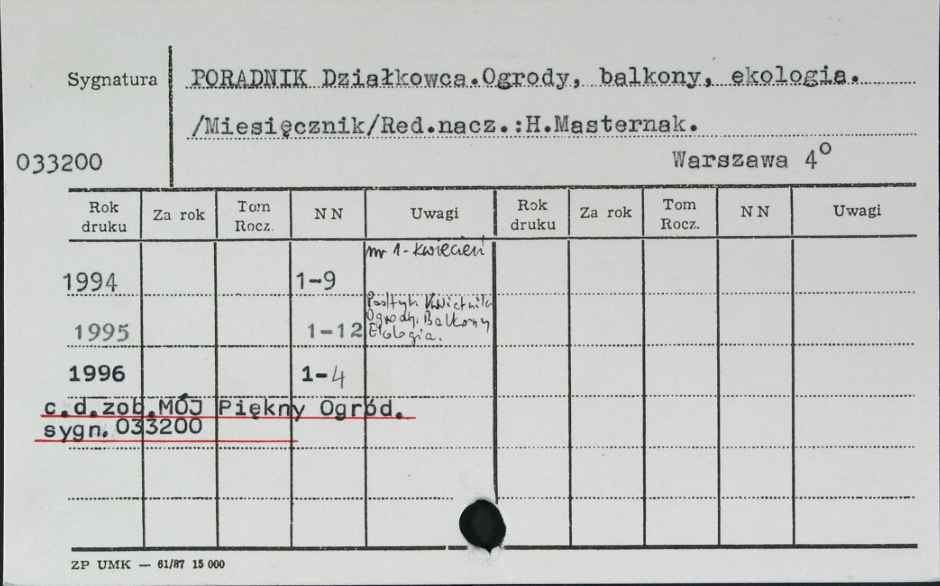 Sygnatura
PORADNIK Działkowca.Ogrody, balkony, ekologia.
/Miesięcznik/Red.nacz.:H.Masternak.
033200
Warszawa 4°
Rok druku Za rok Tom Rocz. NN Uwagi Rok druku Za rok Tom Rocz. NN Uwagi
nr 1-kwiecień
1994 1-9
Kwietnik
Ogrody. Balkony
1995 1-12 Ekologia.
1996 1-4
c.d.zob.MÓJ Piękny Ogród.
sygn.033200
ZP UMK — 61/87 15 000